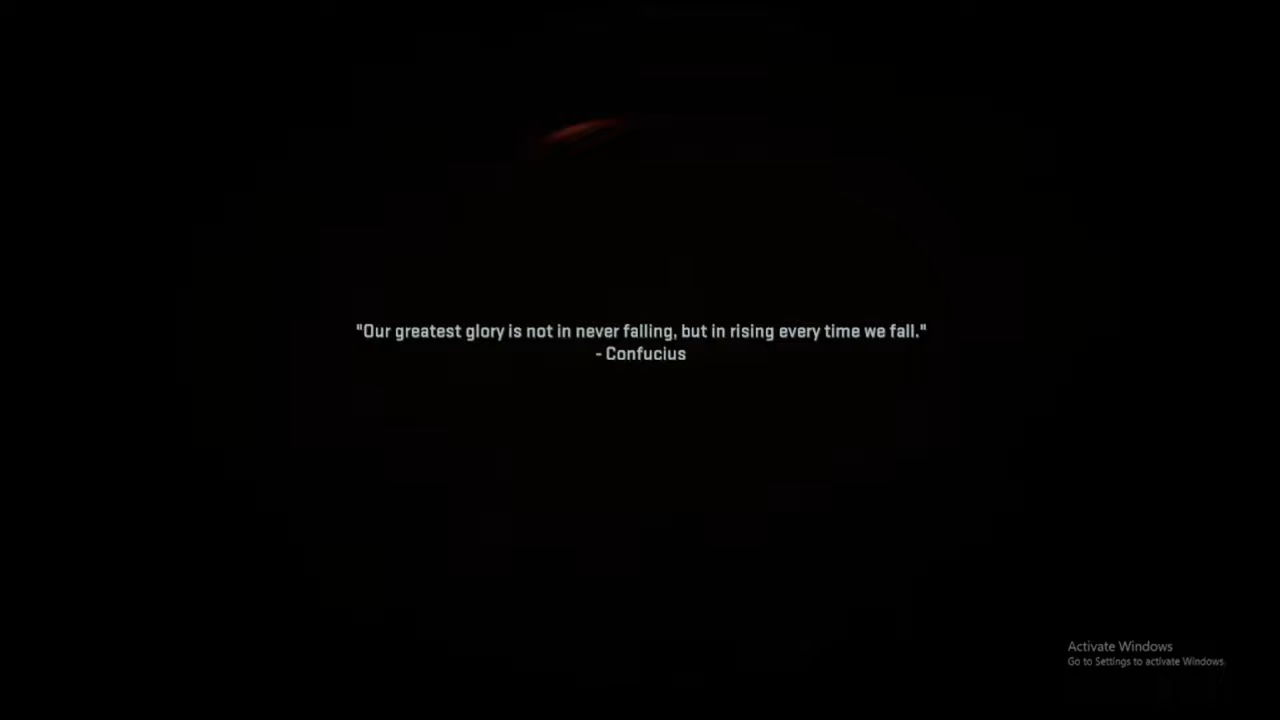 "Our greatest glory is not in never falling, but in rising every time we fall."
- Confucius
Activate Windows
Go to Settings to activate Windows.